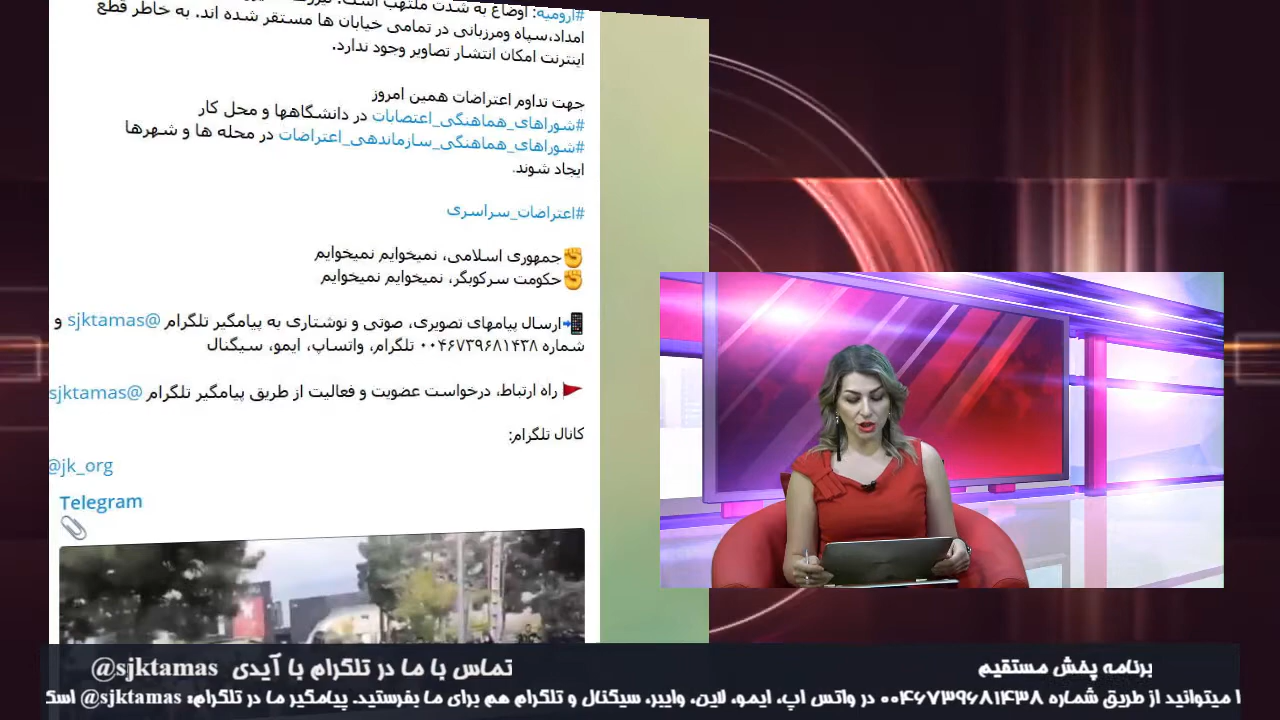 #ارومیه: اوضاع به شدت ملتهب است.
امداد،سپاه ومرزبانی در تمامی خیابان ها مستقر شده اند. به خاطر قطع
اینترنت امکان انتشار تصاویر وجود ندارد.
جهت تداوم اعتراضات همین امروز
#شوراهای_هماهنگی_اعتصابات در دانشگاهها و محل کار
#شوراهای_هماهنگی_سازماندهی_اعتراضات در محله ها و شهرها
ایجاد شوند.
#اعتراضات_سراسری
✊جمهوری اسلامی، نمیخوایم نمیخوایم
✊حکومت سرکوبگر، نمیخوایم نمیخوایم
📲ارسال پیامهای تصویری، صوتی و نوشتاری به پیامگیر تلگرام @sjktamas و
شماره ۰۰۴۶۷۳۹۶۸۱۴۳۸ تلگرام، واتساپ، ایمو، سیگنال
🚩 راه ارتباط، درخواست عضویت و فعالیت از طریق پیامگیر تلگرام @sjktamas
کانال تلگرام:
@jk_org
Telegram
برنامه پخش مستقیم
تماس با ما در تلگرام با آیدی @sjktamas
ا میتوانید از طریق شماره ۰۰۴۶۷۳۹۶۸۱۴۳۸ در واتس اپ، ایمو، لاین، وایبر، سیگنال و تلگرام هم برای ما بفرستید. پیامگیر ما در تلگرام: @sjktamas اسک